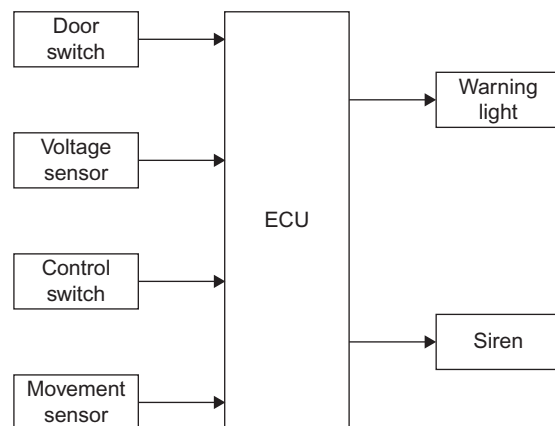 Door
switch
Voltage
sensor
Control
switch
Movement
sensor
ECU
Warning
light
Siren